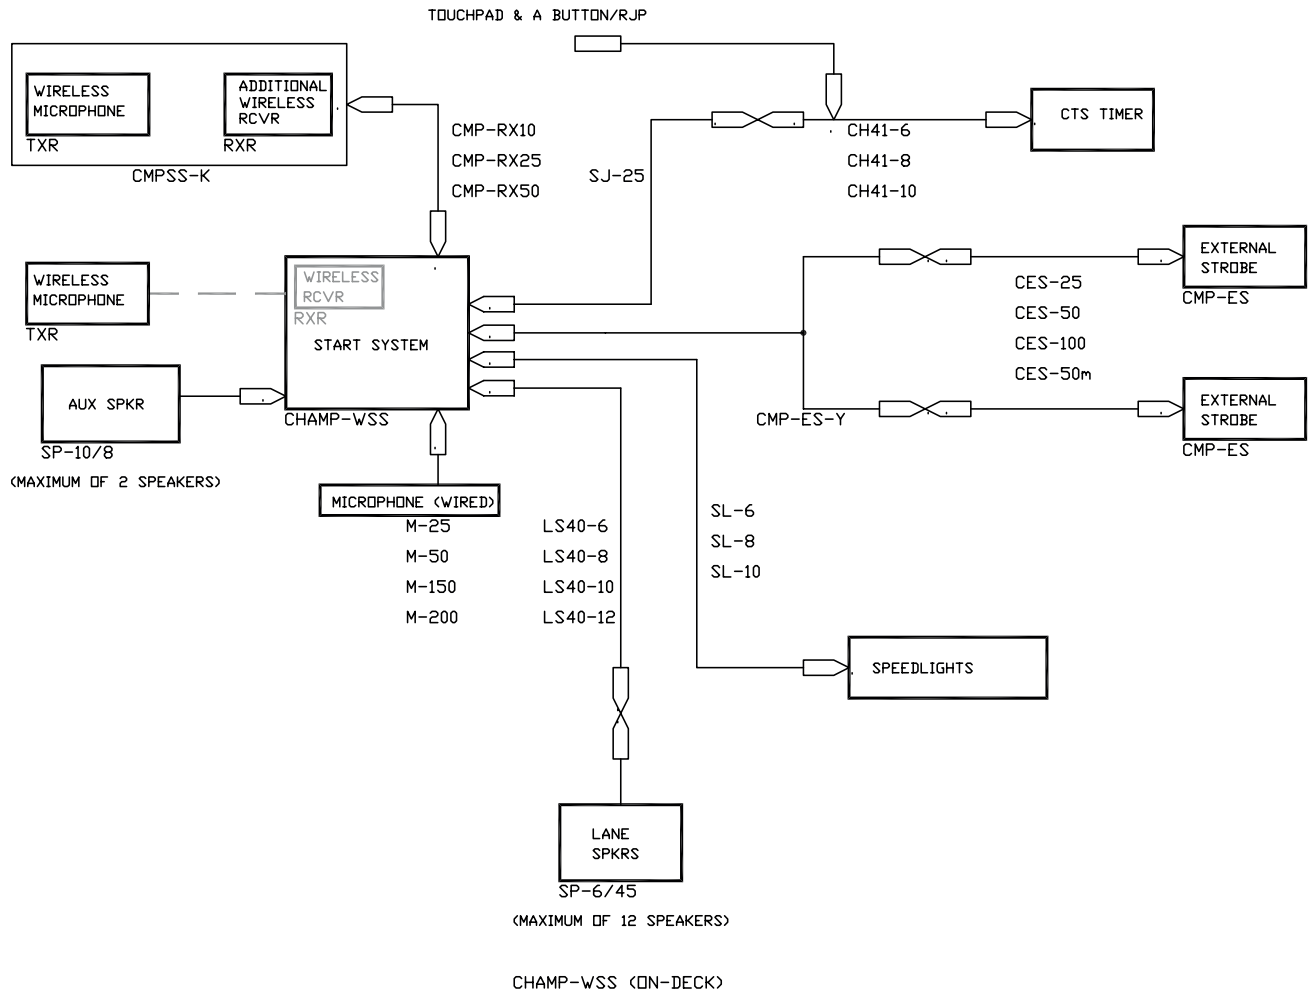 TOUCHPAD & A BUTTON/RJP
WIRELESS
MICROPHONE
TXR
ADDITIONAL
WIRELESS
RCVR
RXR
CMPSS-K
CMP-RX10
CMP-RX25
CMP-RX50
SJ-25
CH41-6
CH41-8
CH41-10
CTS TIMER
WIRELESS
MICROPHONE
TXR
WIRELESS
RCVR
RXR
START SYSTEM
CHAMP-WSS
EXTERNAL
STROBE
CMP-ES
CES-25
CES-50
CES-100
CES-50m
EXTERNAL
STROBE
CMP-ES
CMP-ES-Y
AUX SPKR
SP-10/8
(MAXIMUM OF 2 SPEAKERS)
MICROPHONE (WIRED)
M-25
M-50
M-150
M-200
LS40-6
LS40-8
LS40-10
LS40-12
SL-6
SL-8
SL-10
SPEEDLIGHTS
LANE
SPKRS
SP-6/45
(MAXIMUM OF 12 SPEAKERS)
CHAMP-WSS (ON-DECK)